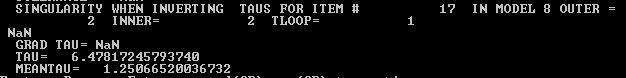 SINGULARITY WHEN INVERTING TAUS FOR ITEM # 17 IN MODEL 8 OUTER =
2 INNER= 2 TLOOP= 1
NaN
GRAD TAU= NaN
TAU= 6.47817245793740
MEANTAU= 1.25066520036732